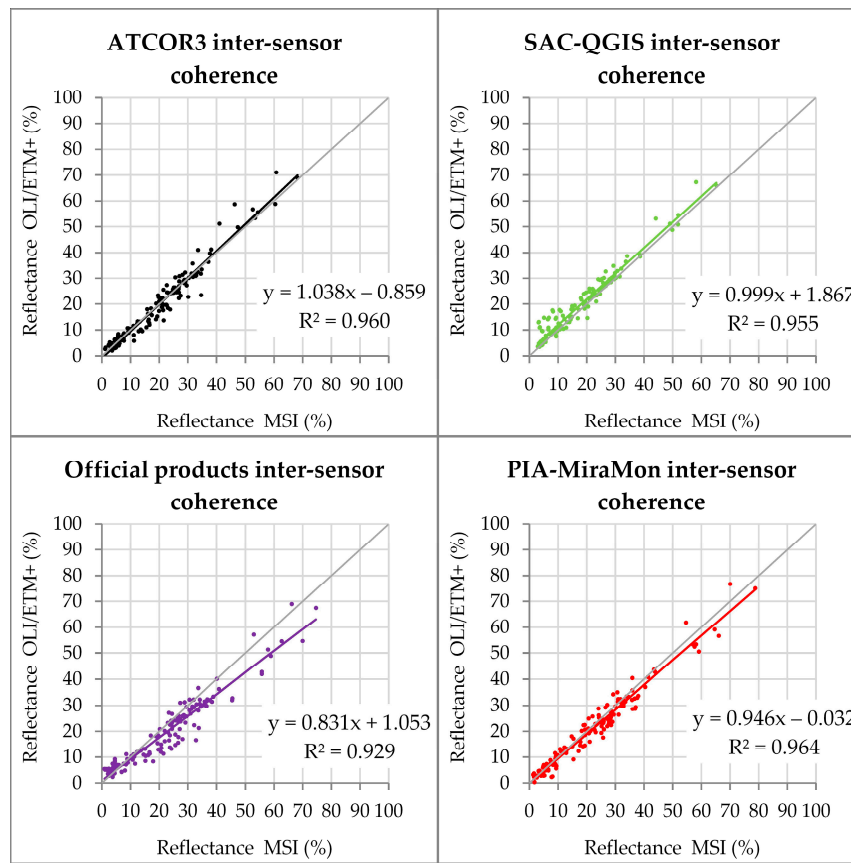 ATCOR3 inter-sensor
coherence
100
90
80
70
60
50
40
30
20
10
0
Reflectance OLI/ETM+ (%)
y = 1.038x – 0.859
R² = 0.960
0 10 20 30 40 50 60 70 80 90 100
Reflectance MSI (%)
SAC-QGIS inter-sensor
coherence
100
90
80
70
60
50
40
30
20
10
0
Reflectance OLI/ETM+ (%)
y = 0.999x + 1.867
R² = 0.955
0 10 20 30 40 50 60 70 80 90 100
Reflectance MSI (%)
Official products inter-sensor
coherence
100
90
80
70
60
50
40
30
20
10
0
Reflectance OLI/ETM+ (%)
y = 0.831x + 1.053
R² = 0.929
0 10 20 30 40 50 60 70 80 90 100
Reflectance MSI (%)
PIA-MiraMon inter-sensor
coherence
100
90
80
70
60
50
40
30
20
10
0
Reflectance OLI/ETM+ (%)
y = 0.946x – 0.032
R² = 0.964
0 10 20 30 40 50 60 70 80 90 100
Reflectance MSI (%)